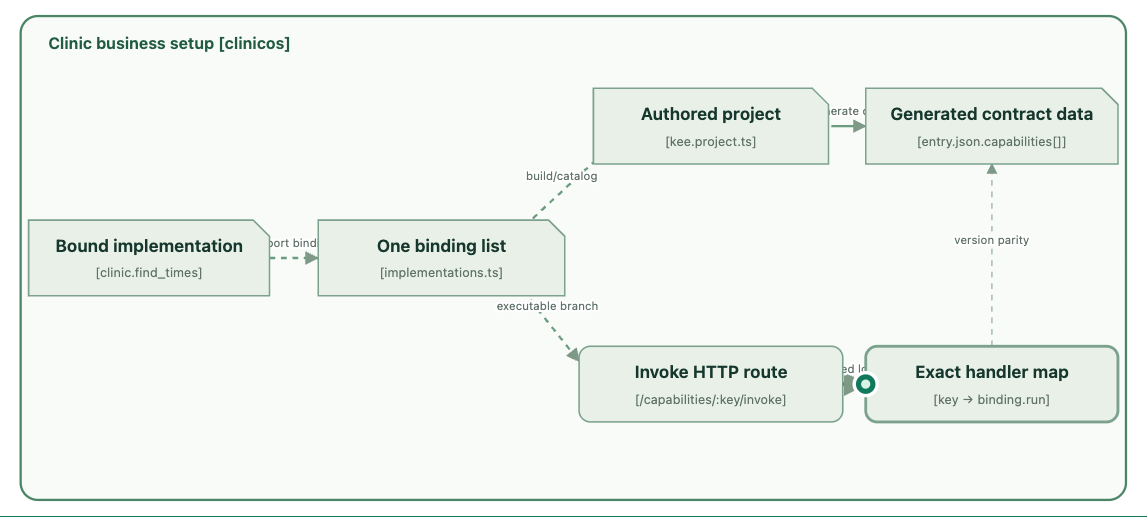 Clinic business setup [clinicos]
Authored project
[kee.project.ts]
Generated contract data
[entry.json.capabilities[]]
build/catalog
Bound implementation
[clinic.find_times]
One binding list
[implementations.ts]
version parity
executable branch
Invoke HTTP route
[/capabilities/:key/invoke]
Exact handler map
[key → binding.run]